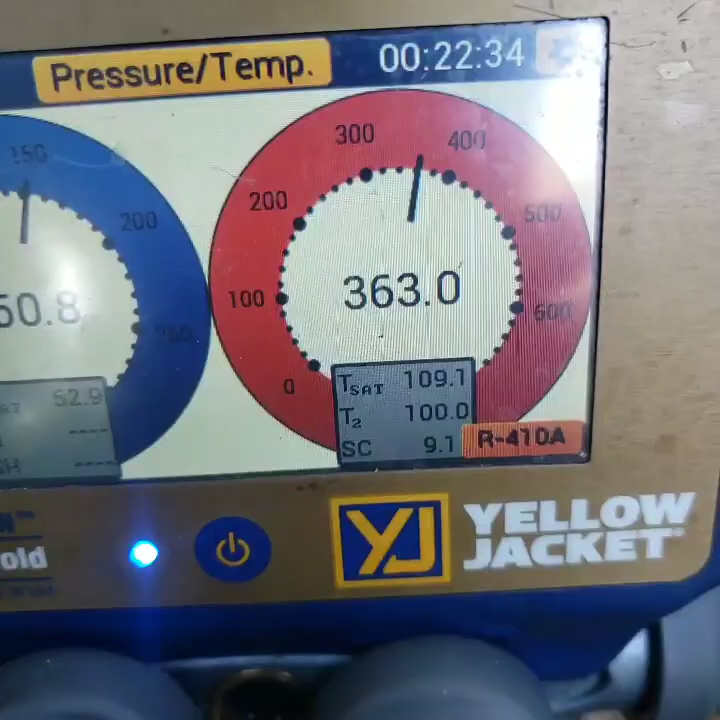 Pressure/Temp. 00:22:34
150
200
50.8
52.9
----
----
300
400
200
500
100
600
0
363.0
TSAT 109.1
T2 100.0
SC 9.1
R-410A
old
YJ YELLOW JACKET